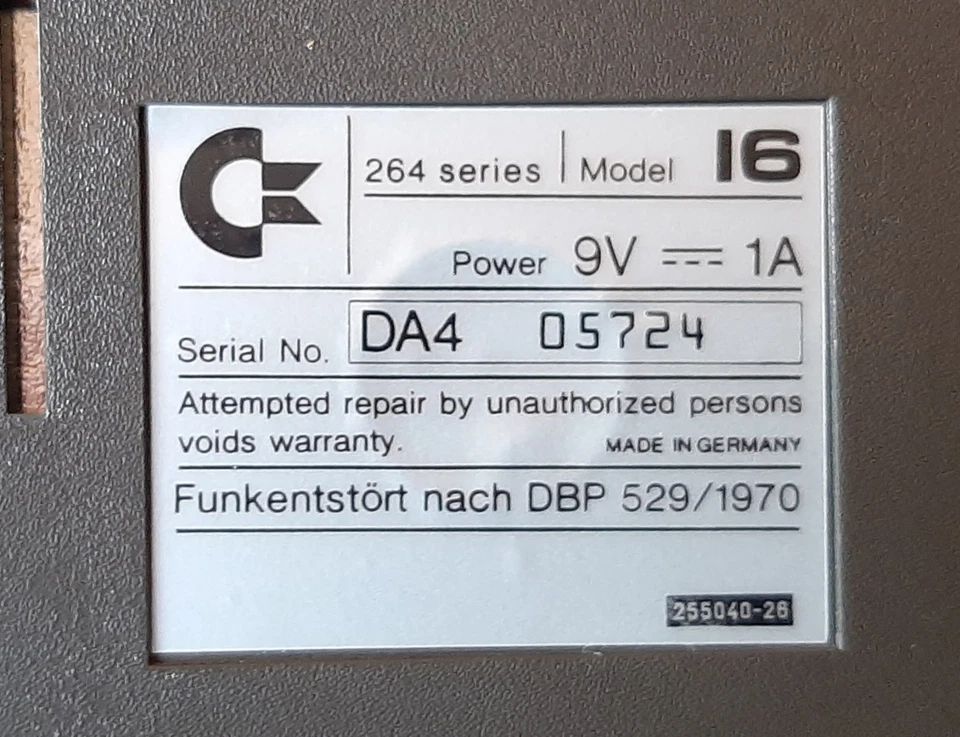 264 series | Model 16
Power 9V ⎓ 1A
Serial No. DA4 05724
Attempted repair by unauthorized persons
voids warranty. MADE IN GERMANY
Funkentstört nach DBP 529/1970
255040-26